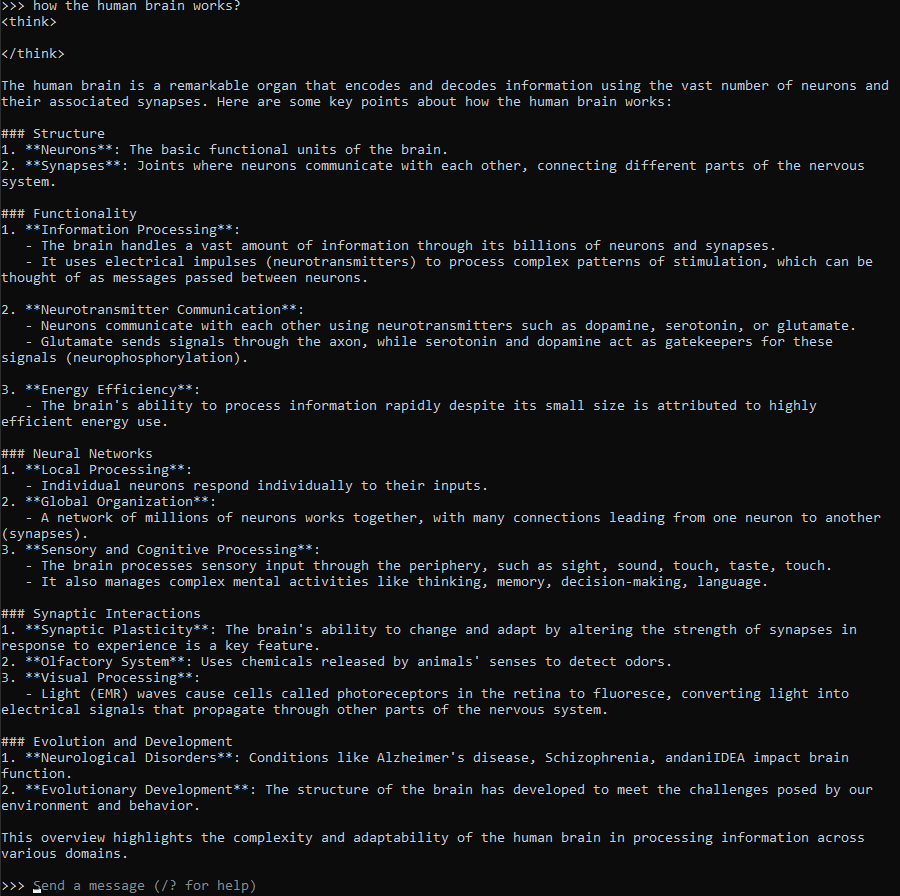 >>> how the human brain works?
<think>
</think>
The human brain is a remarkable organ that encodes and decodes information using the vast number of neurons and
their associated synapses. Here are some key points about how the human brain works:
### Structure
1. **Neurons**: The basic functional units of the brain.
2. **Synapses**: Joints where neurons communicate with each other, connecting different parts of the nervous
system.
### Functionality
1. **Information Processing**:
- The brain handles a vast amount of information through its billions of neurons and synapses.
- It uses electrical impulses (neurotransmitters) to process complex patterns of stimulation, which can be
thought of as messages passed between neurons.
2. **Neurotransmitter Communication**:
- Neurons communicate with each other using neurotransmitters such as dopamine, serotonin, or glutamate.
- Glutamate sends signals through the axon, while serotonin and dopamine act as gatekeepers for these
signals (neurophosphorylation).
3. **Energy Efficiency**:
- The brain's ability to process information rapidly despite its small size is attributed to highly
efficient energy use.
### Neural Networks
1. **Local Processing**:
- Individual neurons respond individually to their inputs.
2. **Global Organization**:
- A network of millions of neurons works together, with many connections leading from one neuron to another
(synapses).
3. **Sensory and Cognitive Processing**:
- The brain processes sensory input through the periphery, such as sight, sound, touch, taste, touch.
- It also manages complex mental activities like thinking, memory, decision-making, language.
### Synaptic Interactions
1. **Synaptic Plasticity**: The brain's ability to change and adapt by altering the strength of synapses in
response to experience is a key feature.
2. **Olfactory System**: Uses chemicals released by animals' senses to detect odors.
3. **Visual Processing**:
- Light (EMR) waves cause cells called photoreceptors in the retina to fluoresce, converting light into
electrical signals that propagate through other parts of the nervous system.
### Evolution and Development
1. **Neurological Disorders**: Conditions like Alzheimer's disease, Schizophrenia, andaniIDEA impact brain
function.
2. **Evolutionary Development**: The structure of the brain has developed to meet the challenges posed by our
environment and behavior.
This overview highlights the complexity and adaptability of the human brain in processing information across
various domains.
>>> Send a message (/? for help)